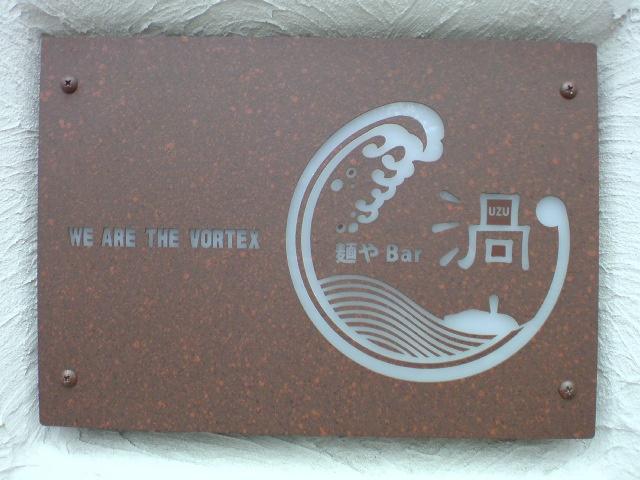 WE ARE THE VORTEX
麺や Bar 渦
UZU